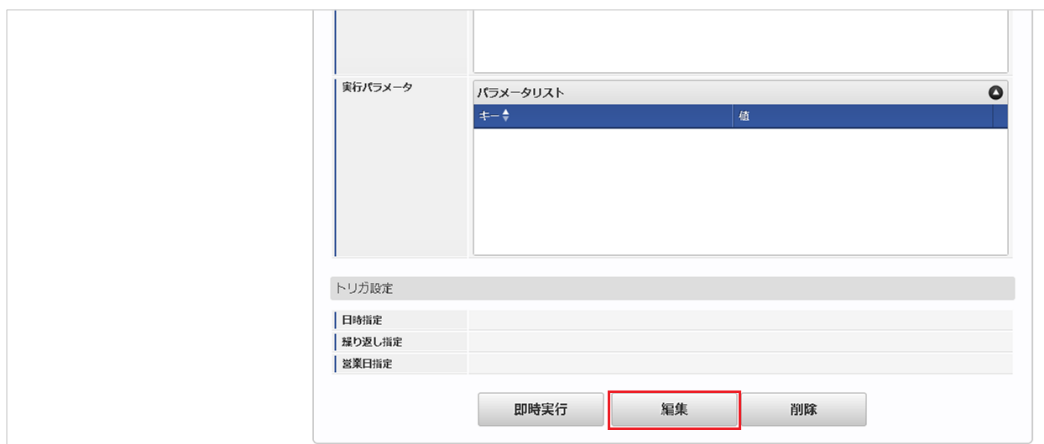 実行パラメータ
パラメータリスト
キー 値
トリガ設定
日時指定
繰り返し指定
営業日指定
即時実行 編集 削除